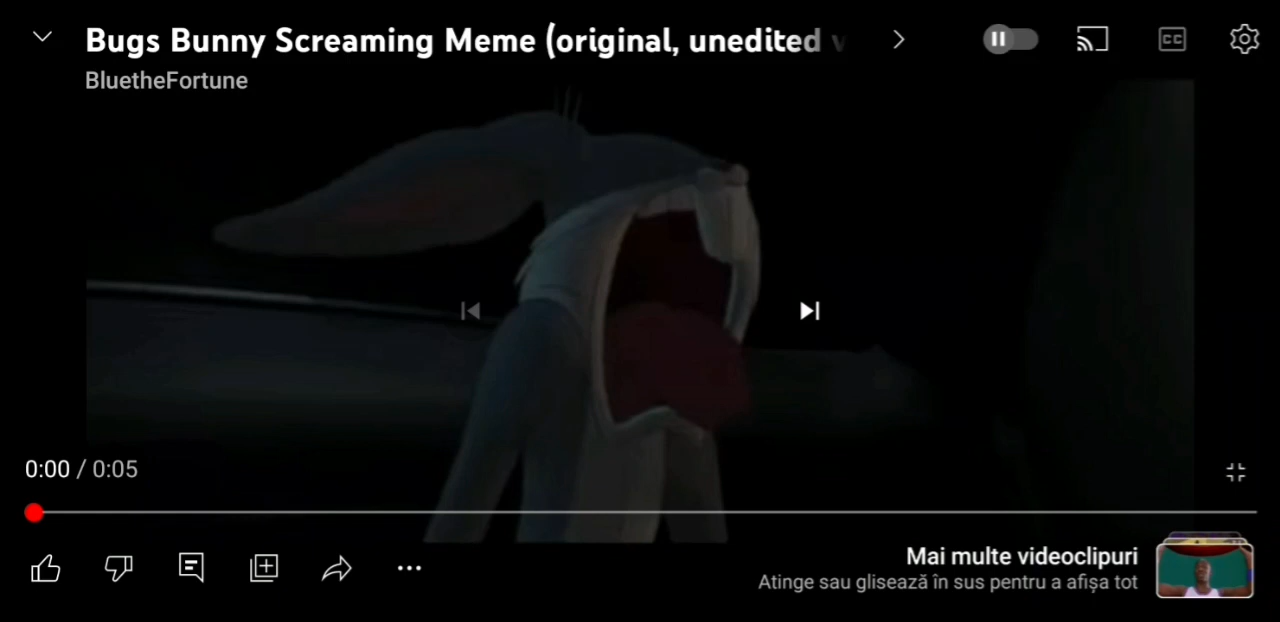 Bugs Bunny Screaming Meme (original, unedited
BluetheFortune
CC
0:00 / 0:05
Mai multe videoclipuri
Atinge sau glisează în sus pentru a afișa tot